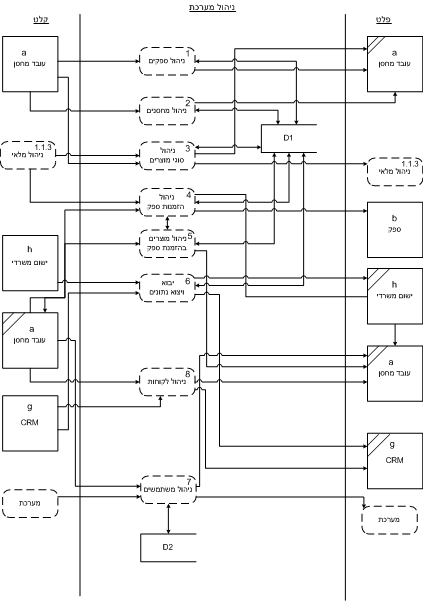 ניהול מערכת
קלט
פלט
a
עובד מחסן
1
ניהול ספקים
a
עובד מחסן
2
ניהול מחסנים
D1
1.1.3
ניהול מלאי
3
ניהול
סוגי מוצרים
1.1.3
ניהול מלאי
4
ניהול
הזמנות ספק
b
ספק
5
ניהול מוצרים
בהזמנת ספק
h
ישום משרדי
6
יבוא
ויצוא נתונים
h
ישום משרדי
a
עובד מחסן
a
עובד מחסן
8
ניהול לקוחות
g
CRM
g
CRM
7
ניהול משתמשים
מערכת
מערכת
D2